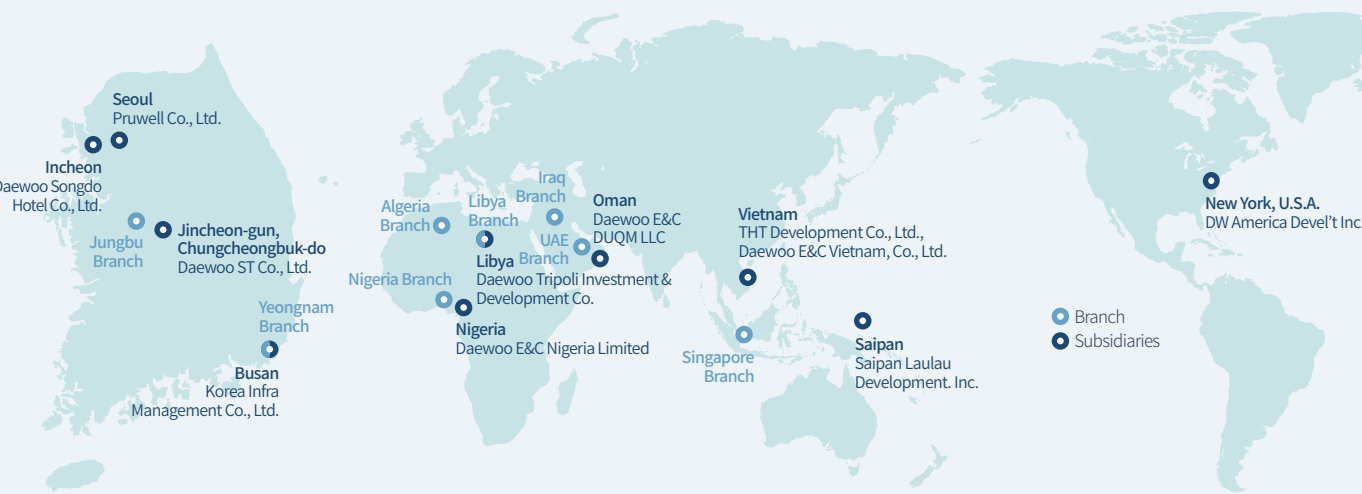 Seoul
Pruwell Co., Ltd.
Incheon
Daewoo Songdo
Hotel Co., Ltd.
Jungbu
Branch
Jincheon-gun,
Chungcheongbuk-do
Daewoo ST Co., Ltd.
Yeongnam
Branch
Busan
Korea Infra
Management Co., Ltd.
Algeria
Branch
Libya
Branch
Iraq
Branch
UAE
Branch
Oman
Daewoo E&C
DUQM LLC
Libya
Daewoo Tripoli Investment &
Development Co.
Nigeria Branch
Nigeria
Daewoo E&C Nigeria Limited
Vietnam
THT Development Co., Ltd.,
Daewoo E&C Vietnam, Co., Ltd.
Singapore
Branch
Saipan
Saipan Laulau
Development. Inc.
New York, U.S.A.
DW America Devel't Inc.
Branch
Subsidiaries